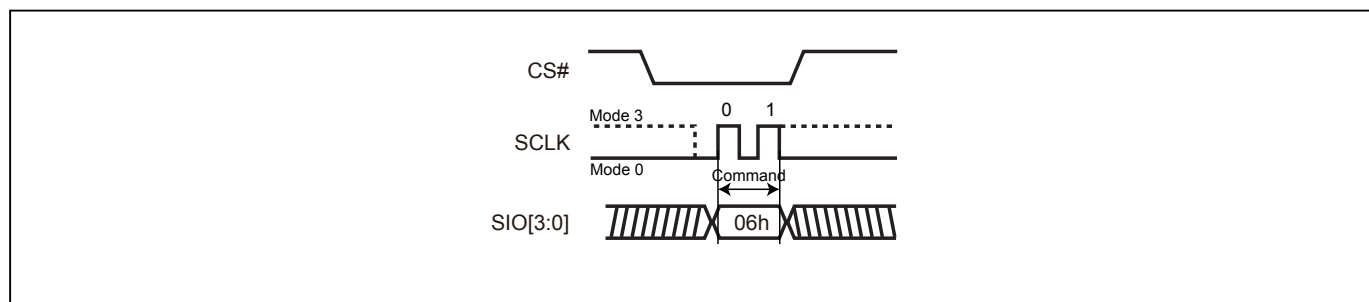 CS#
Mode 3 0 1
SCLK
Mode 0 Command
SIO[3:0] 06h